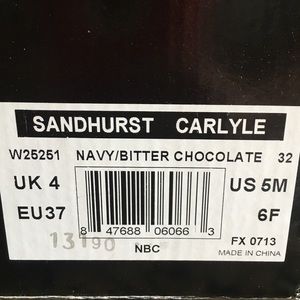 SANDHURST CARLYLE
W25251 NAVY/BITTER CHOCOLATE 32
UK 4
US 5M
EU37
6F
8 47688 06066 3
13190
NBC
FX 0713
MADE IN CHINA